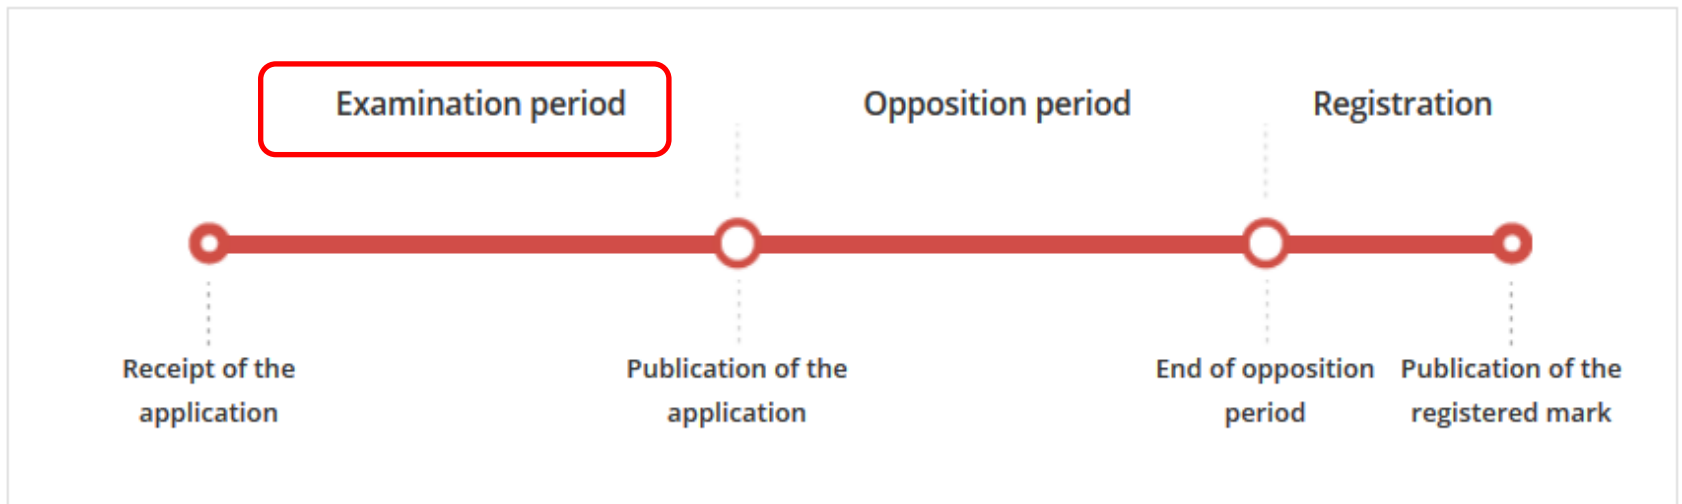 Examination period
Opposition period
Registration
Receipt of the
application
Publication of the
application
End of opposition
period
Publication of the
registered mark